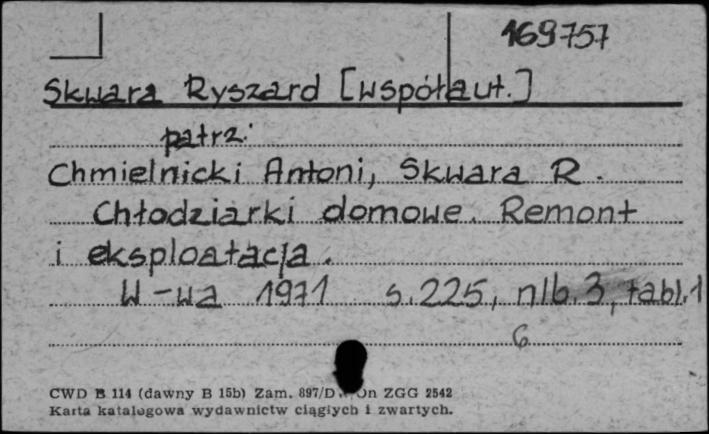 169757
Skwara Ryszard [współaut.]
patrz:
Chmielnicki Antoni, Skwara R.
Chłodziarki domowe. Remont
i eksploatacja.
W-wa 1971 s. 225, nlb. 3, tabl. 1
6
CWD B 114 (dawny B 15b) Zam. 897/D ZGG 2542
Karta katalogowa wydawnictw ciągłych i zwartych.